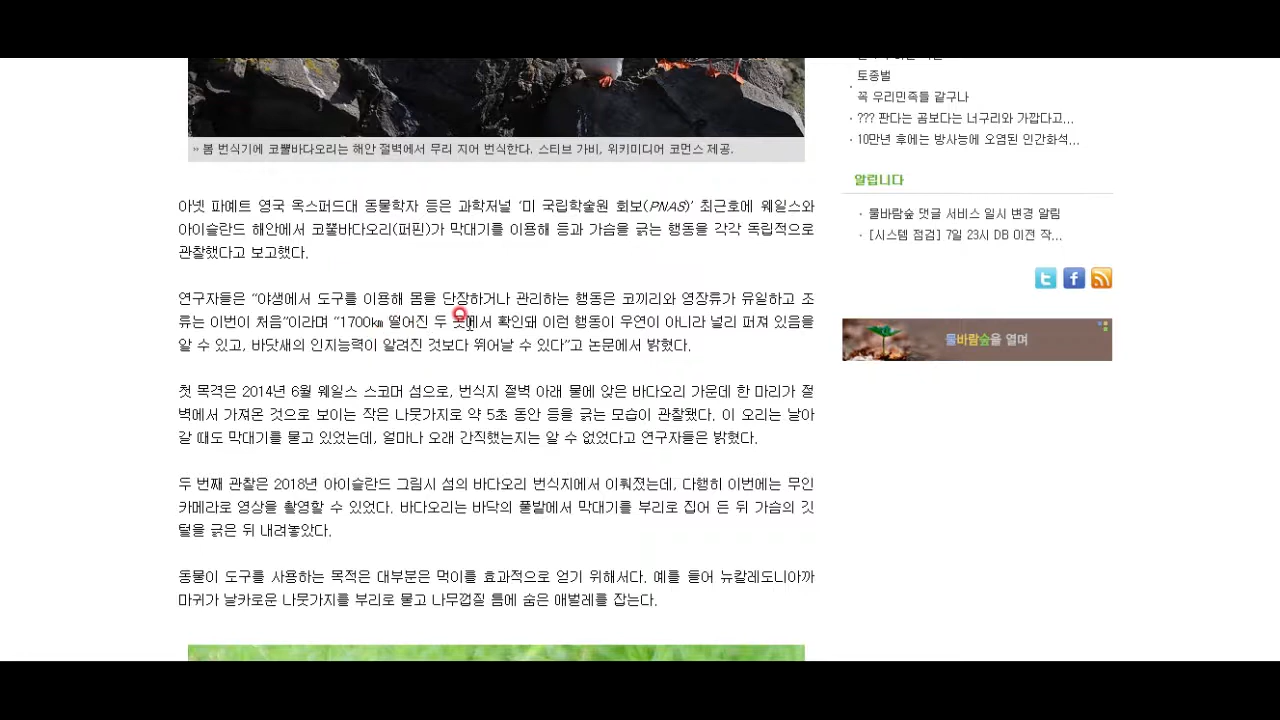 » 봄 번식기에 코뿔바다오리는 해안 절벽에서 무리 지어 번식한다. 스티브 가비, 위키미디어 코먼스 제공.
아넷 파예트 영국 옥스퍼드대 동물학자 등은 과학저널 ‘미 국립학술원 회보(PNAS)’ 최근호에 웨일스와
아이슬란드 해안에서 코뿔바다오리(퍼핀)가 막대기를 이용해 등과 가슴을 긁는 행동을 각각 독립적으로
관찰했다고 보고했다.
연구자들은 “야생에서 도구를 이용해 몸을 단장하거나 관리하는 행동은 코끼리와 영장류가 유일하고 조
류는 이번이 처음”이라며 “1700㎞ 떨어진 두 곳에서 확인돼 이런 행동이 우연이 아니라 널리 퍼져 있음을
알 수 있고, 바닷새의 인지능력이 알려진 것보다 뛰어날 수 있다”고 논문에서 밝혔다.
첫 목격은 2014년 6월 웨일스 스코머 섬으로, 번식지 절벽 아래 물에 앉은 바다오리 가운데 한 마리가 절
벽에서 가져온 것으로 보이는 작은 나뭇가지로 약 5초 동안 등을 긁는 모습이 관찰됐다. 이 오리는 날아
갈 때도 막대기를 물고 있었는데, 얼마나 오래 간직했는지는 알 수 없었다고 연구자들은 밝혔다.
두 번째 관찰은 2018년 아이슬란드 그림시 섬의 바다오리 번식지에서 이뤄졌는데, 다행히 이번에는 무인
카메라로 영상을 촬영할 수 있었다. 바다오리는 바닥의 풀밭에서 막대기를 부리로 집어 든 뒤 가슴의 깃
털을 긁은 뒤 내려놓았다.
동물이 도구를 사용하는 목적은 대부분은 먹이를 효과적으로 얻기 위해서다. 예를 들어 뉴칼레도니아까
마귀가 날카로운 나뭇가지를 부리로 물고 나무껍질 틈에 숨은 애벌레를 잡는다.
토종벌
· 꼭 우리민족들 같구나
· ??? 판다는 곰보다는 너구리와 가깝다고...
· 10만년 후에는 방사능에 오염된 인간화석...
알립니다
· 물바람숲 댓글 서비스 일시 변경 알림
· [시스템 점검] 7일 23시 DB 이전 작...
물바람숲을 열며